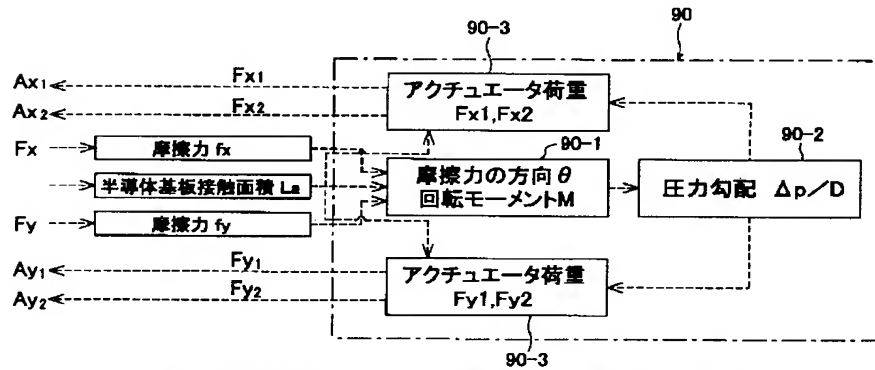 90-3
90
Ax1
Fx1
アクチュエータ荷重
Fx1,Fx2
Ax2
Fx2
90-1
90-2
Fx
摩擦力 fx
摩擦力の方向θ
回転モーメントM
圧力勾配 Δp/D
半導体基板接触面積 La
Fy
摩擦力 fy
Ay1
Fy1
アクチュエータ荷重
Fy1,Fy2
Ay2
Fy2
90-3